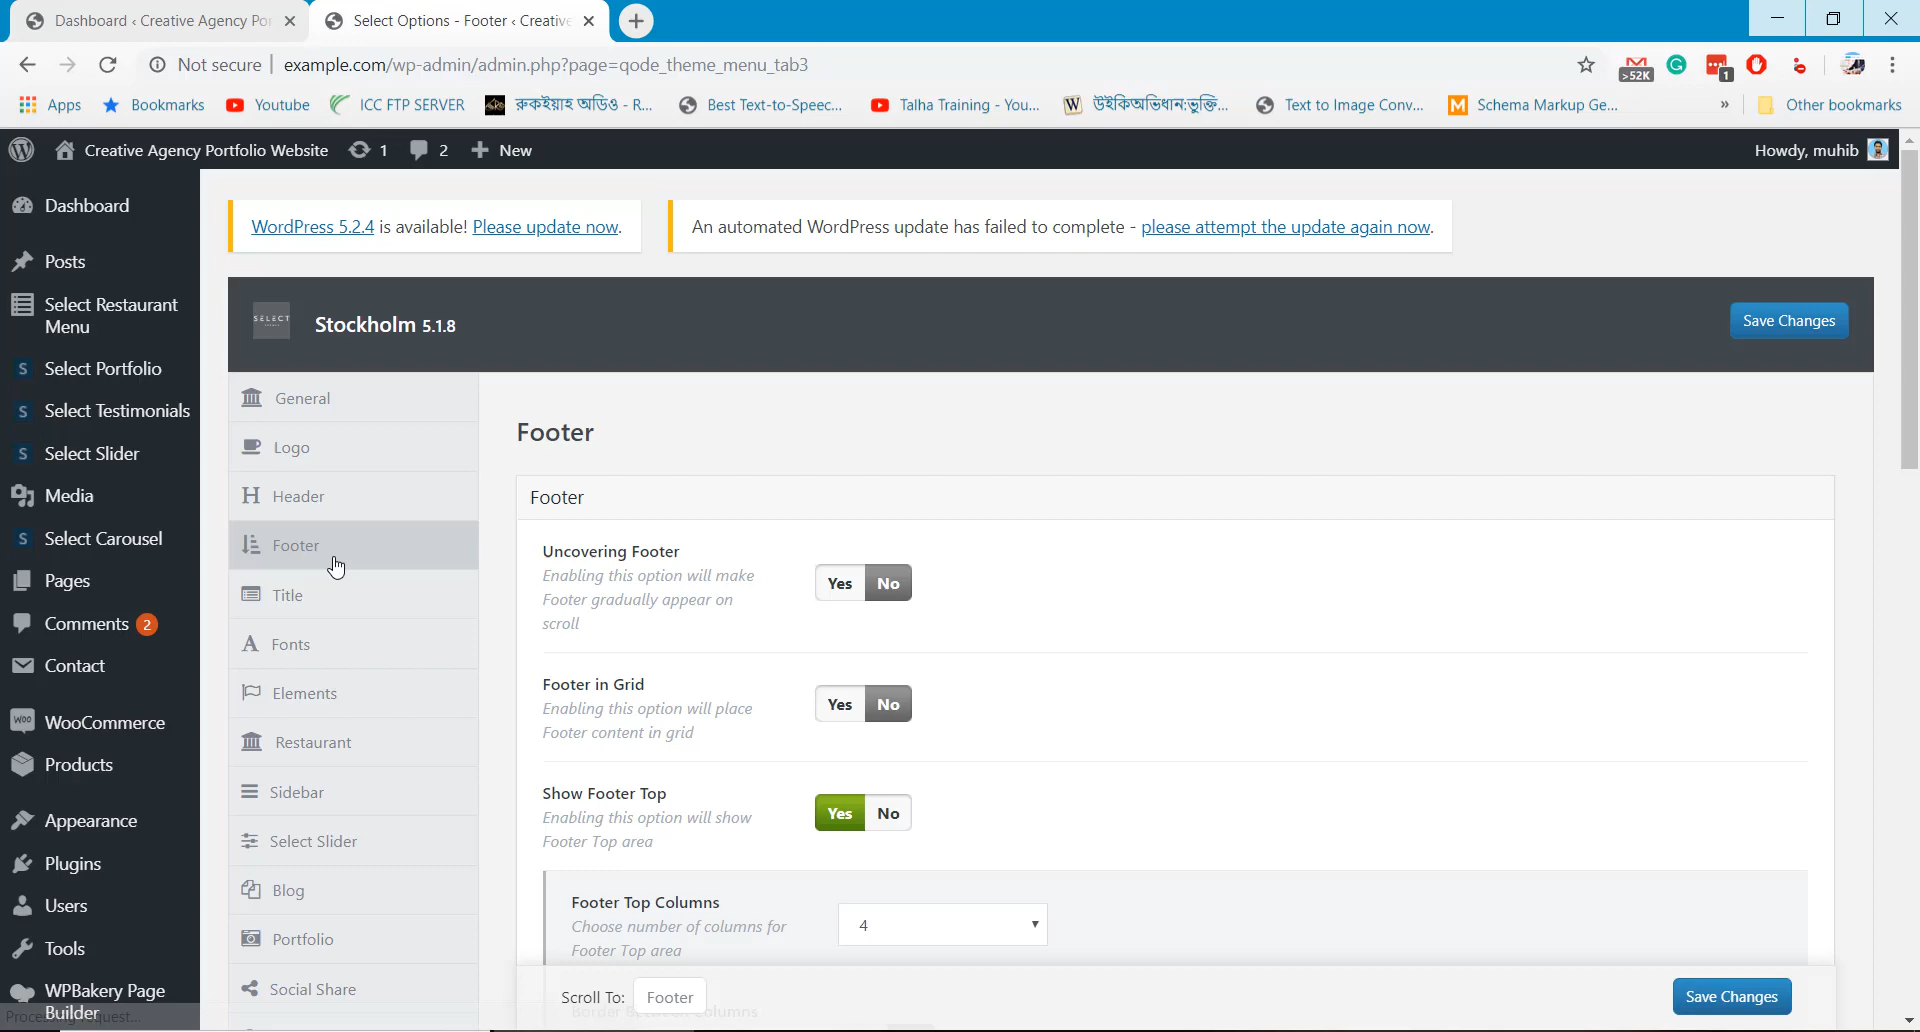 Dashboard ‹ Creative Agency Po
Select Options - Footer ‹ Creative
Not secure example.com/wp-admin/admin.php?page=qode_theme_menu_tab3
>52K
1
Apps
Bookmarks
Youtube
ICC FTP SERVER
রুকইয়াহ অডিও - R...
Best Text-to-Speec...
Talha Training - You...
W উইকিঅভিধান:ভুক্তি...
Text to Image Conv...
M Schema Markup Ge...
»
Other bookmarks
Creative Agency Portfolio Website 1 2 New
Howdy, muhib
Dashboard
Posts
Select Restaurant
Menu
S Select Portfolio
S Select Testimonials
S Select Slider
Media
S Select Carousel
Pages
Comments 2
Contact
WOO WooCommerce
Products
Appearance
Plugins
Users
Tools
WPBakery Page
Builder
WordPress 5.2.4 is available! Please update now.
An automated WordPress update has failed to complete - please attempt the update again now.
SELECT
Stockholm 5.1.8
Save Changes
General
Logo
H Header
Footer
Title
A Fonts
Elements
Restaurant
Sidebar
Select Slider
Blog
Portfolio
Social Share
Footer
Footer
Uncovering Footer
Enabling this option will make
Footer gradually appear on
scroll
Yes No
Footer in Grid
Enabling this option will place
Footer content in grid
Yes No
Show Footer Top
Enabling this option will show
Footer Top area
Yes No
Footer Top Columns
Choose number of columns for
Footer Top area
4
Scroll To: Footer
Save Changes